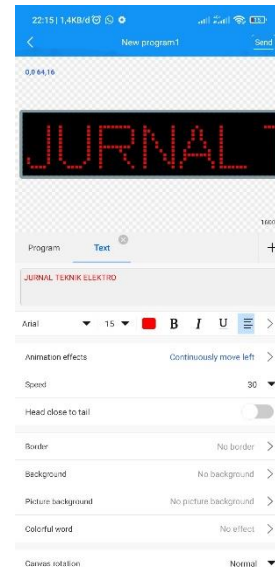 22:15 | 1,4KB/d
New program1
Send
0,0 64,16
JURNAL T
Program
Text
JURNAL TEKNIK ELEKTRO
Arial
15
B
I
U
Animation effects
Continuously move left
Speed
30
Head close to tail
Border
No border
Background
No background
Picture background
No picture background
Colorful word
No effect
Canvas rotation
Normal